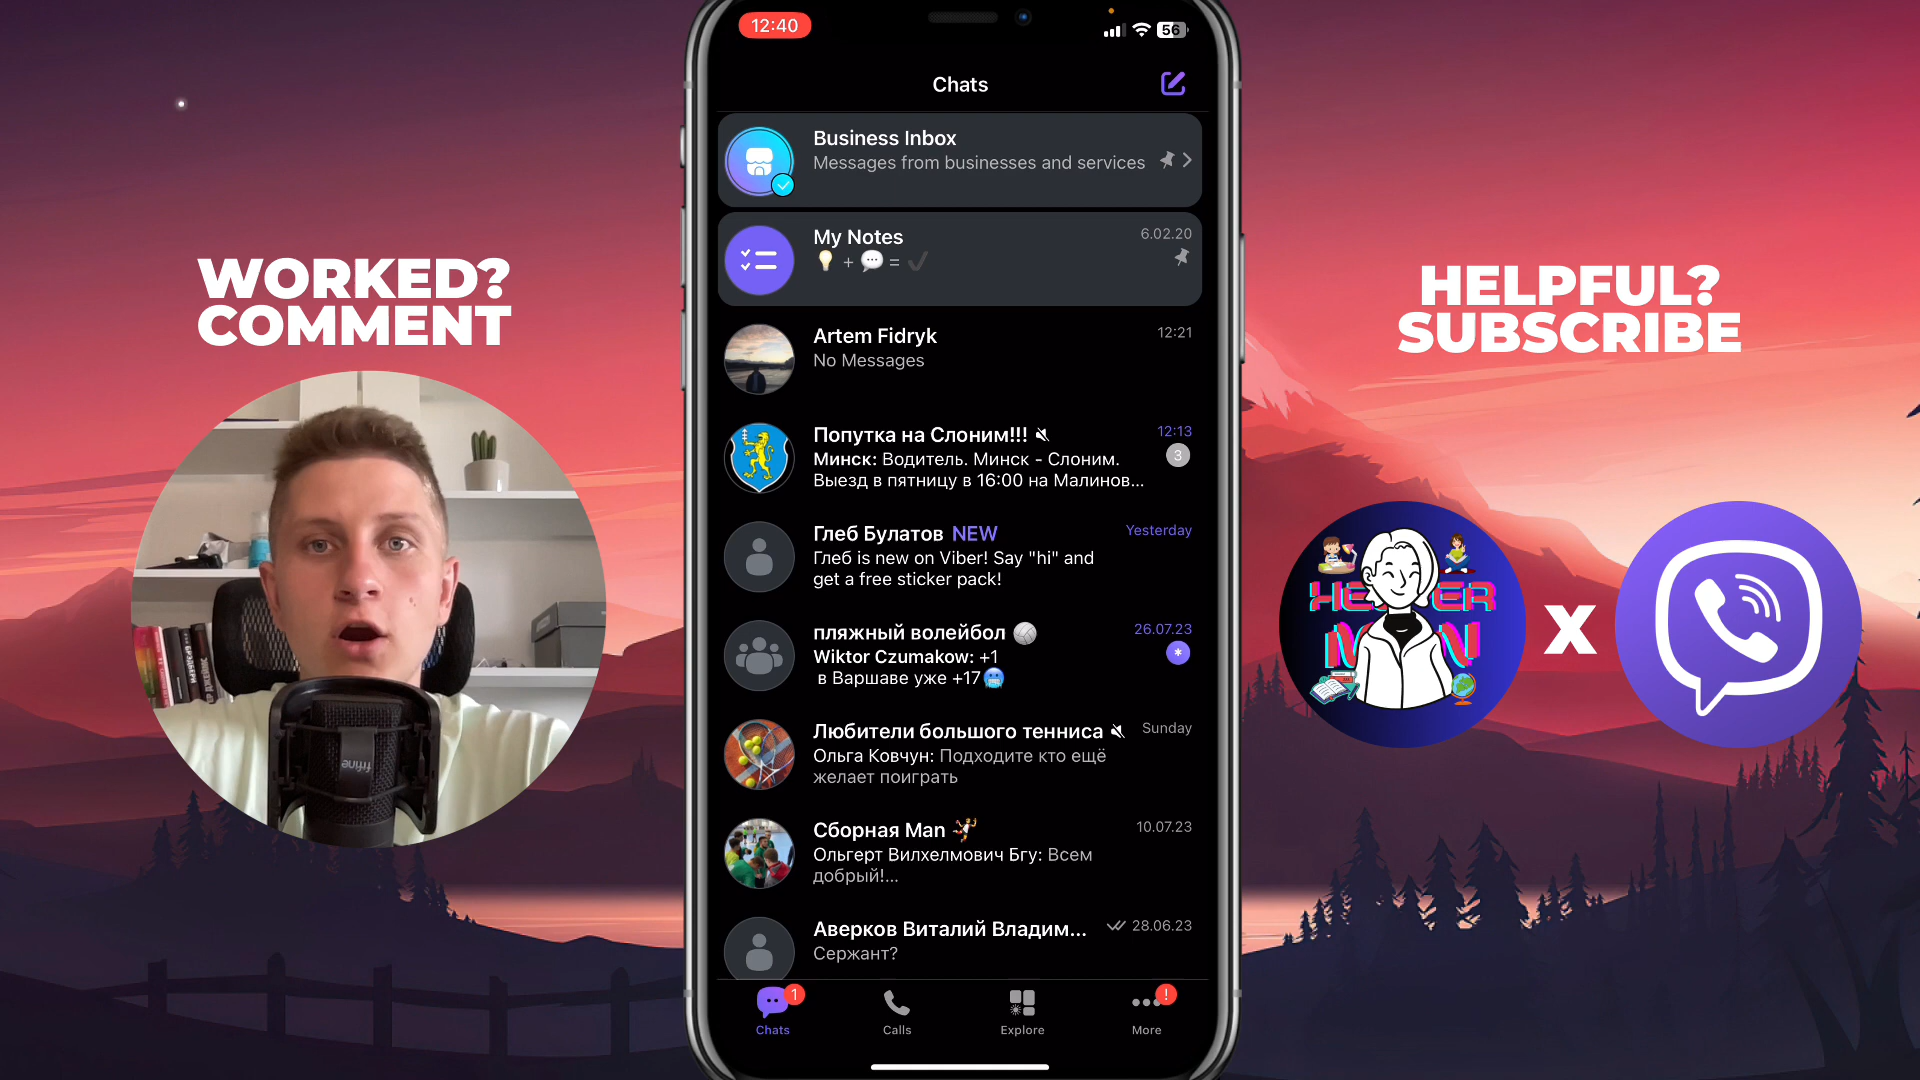 WORKED?
COMMENT
fifine
12:40
56
Chats
Business Inbox
Messages from businesses and services
My Notes
6.02.20
+ =
Artem Fidryk
12:21
No Messages
Попутка на Слоним!!!
12:13
Минск: Водитель. Минск - Слоним.
3
Выезд в пятницу в 16:00 на Малинов...
Глеб Булатов NEW
Yesterday
Глеб is new on Viber! Say "hi" and
get a free sticker pack!
пляжный волейбол
26.07.23
Wiktor Czumakow: +1
*
в Варшаве уже +17
Любители большого тенниса
Sunday
Ольга Ковчун: Подходите кто ещё
желает поиграть
Сборная Man
10.07.23
Ольгерт Вилхелмович Бгу: Всем
добрый!...
Аверков Виталий Владим...
28.06.23
Сержант?
1
!
Chats
Calls
Explore
More
HELPFUL?
SUBSCRIBE
X